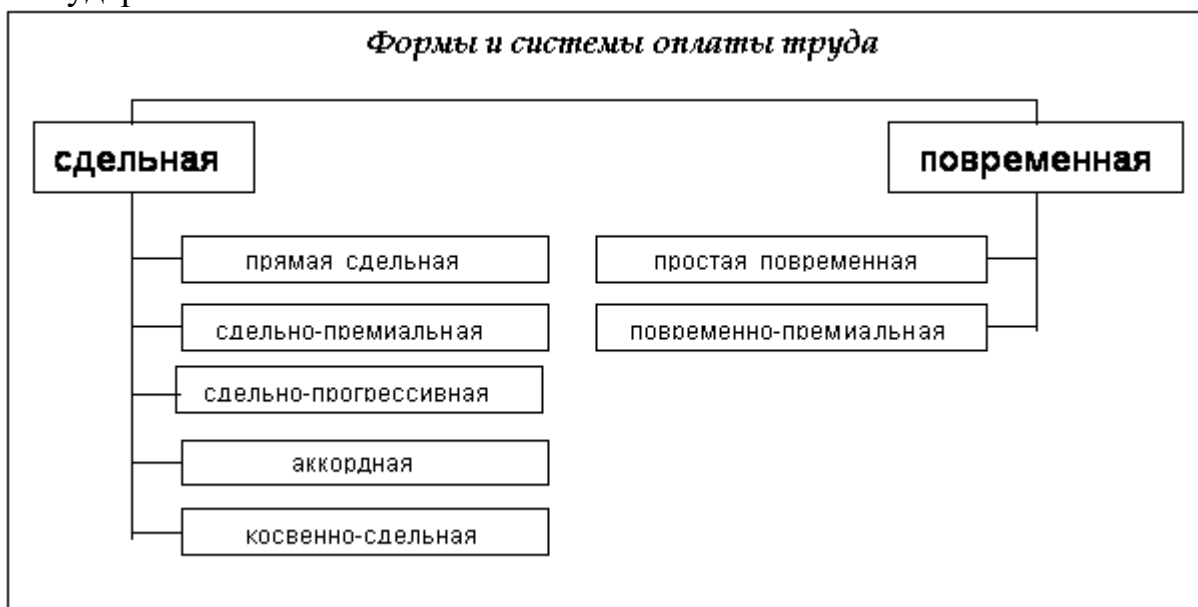 Формы и системы оплаты труда
сдельная
повременная
прямая сдельная
простая повременная
сдельно-премиальная
повременно-премиальная
сдельно-прогрессивная
аккордная
косвенно-сдельная